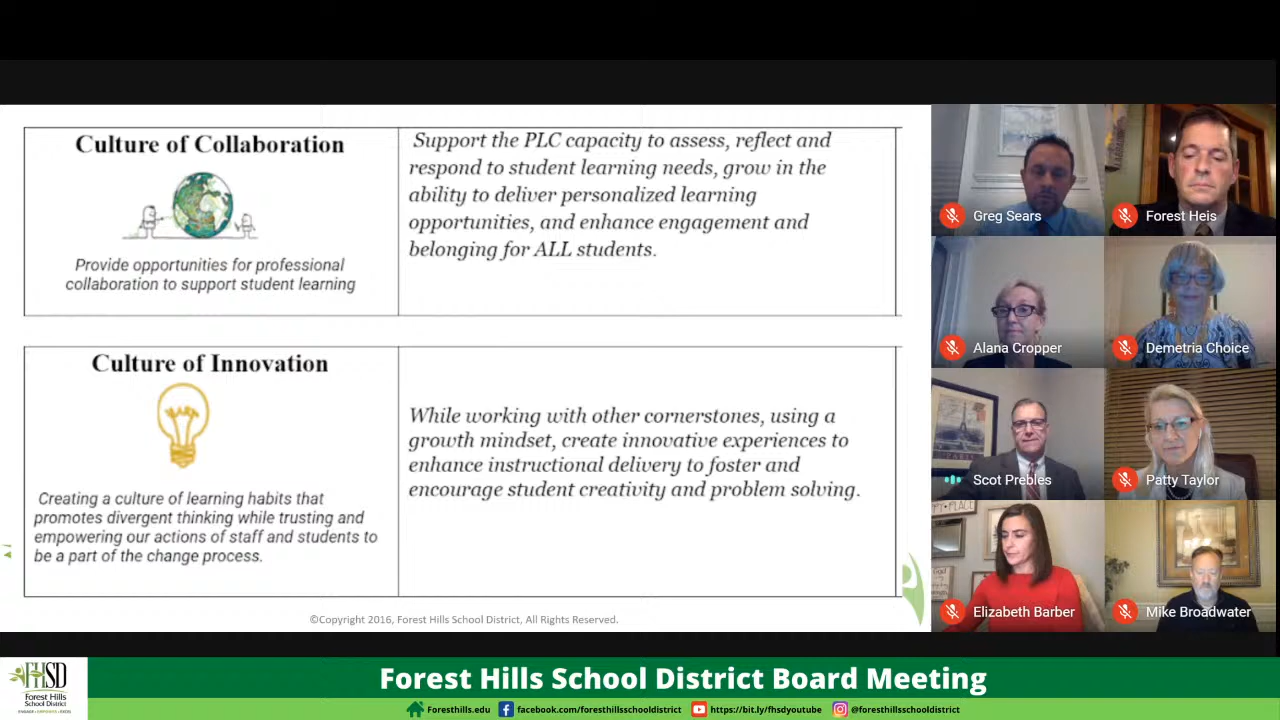 Culture of Collaboration
Provide opportunities for professional
collaboration to support student learning
Support the PLC capacity to assess, reflect and
respond to student learning needs, grow in the
ability to deliver personalized learning
opportunities, and enhance engagement and
belonging for ALL students.
Culture of Innovation
Creating a culture of learning habits that
promotes divergent thinking while trusting and
empowering our actions of staff and students to
be a part of the change process.
While working with other cornerstones, using a
growth mindset, create innovative experiences to
enhance instructional delivery to foster and
encourage student creativity and problem solving.
©Copyright 2016, Forest Hills School District, All Rights Reserved.
Greg Sears
Forest Heis
Alana Cropper
Demetria Choice
PARIS
Scot Prebles
Patty Taylor
Elizabeth Barber
Mike Broadwater
FHSD
Forest Hills
School District
ENGAGE • EMPOWER • EXCEL
Forest Hills School District Board Meeting
Foresthills.edu
facebook.com/foresthillsschooldistrict
https://bit.ly/fhsdyoutube
@foresthillsschooldistrict